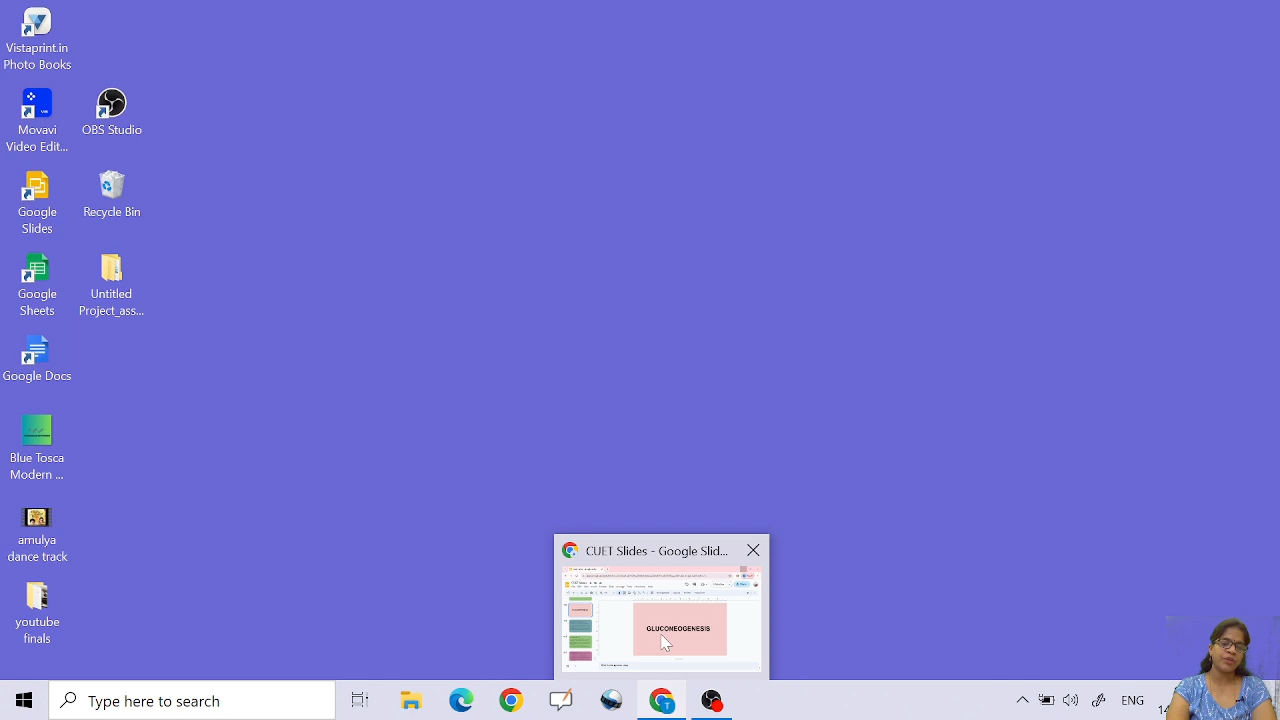 Vistaprint.in
Photo Books
Movavi
Video Edit...
OBS Studio
Google
Slides
Recycle Bin
Google
Sheets
Untitled
Project_ass...
Google Docs
Blue Tosca
Modern ...
amulya
dance track
youtube
finals
CUET Slides - Google Slid...
GLUCONEOGENESIS
Type here to search
T
ENG